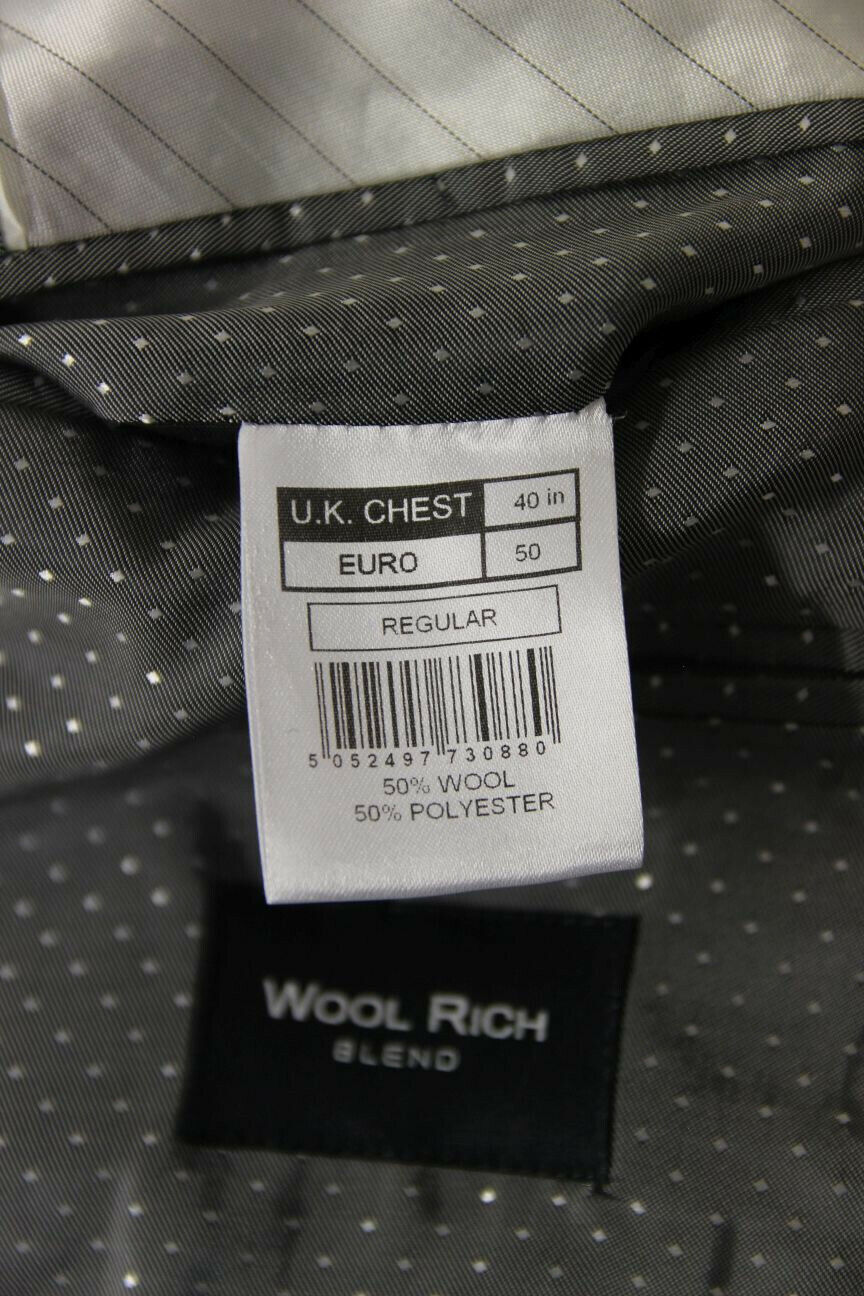 U.K. CHEST 40 in
EURO 50
REGULAR
5 052497 730880
50% WOOL
50% POLYESTER
WOOL RICH
BLEND